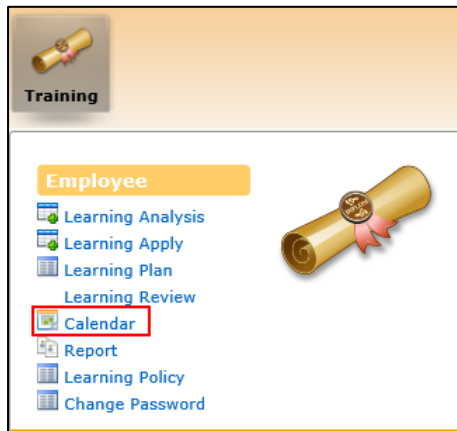 Training
Employee
Learning Analysis
Learning Apply
Learning Plan
Learning Review
Calendar
Report
Learning Policy
Change Password